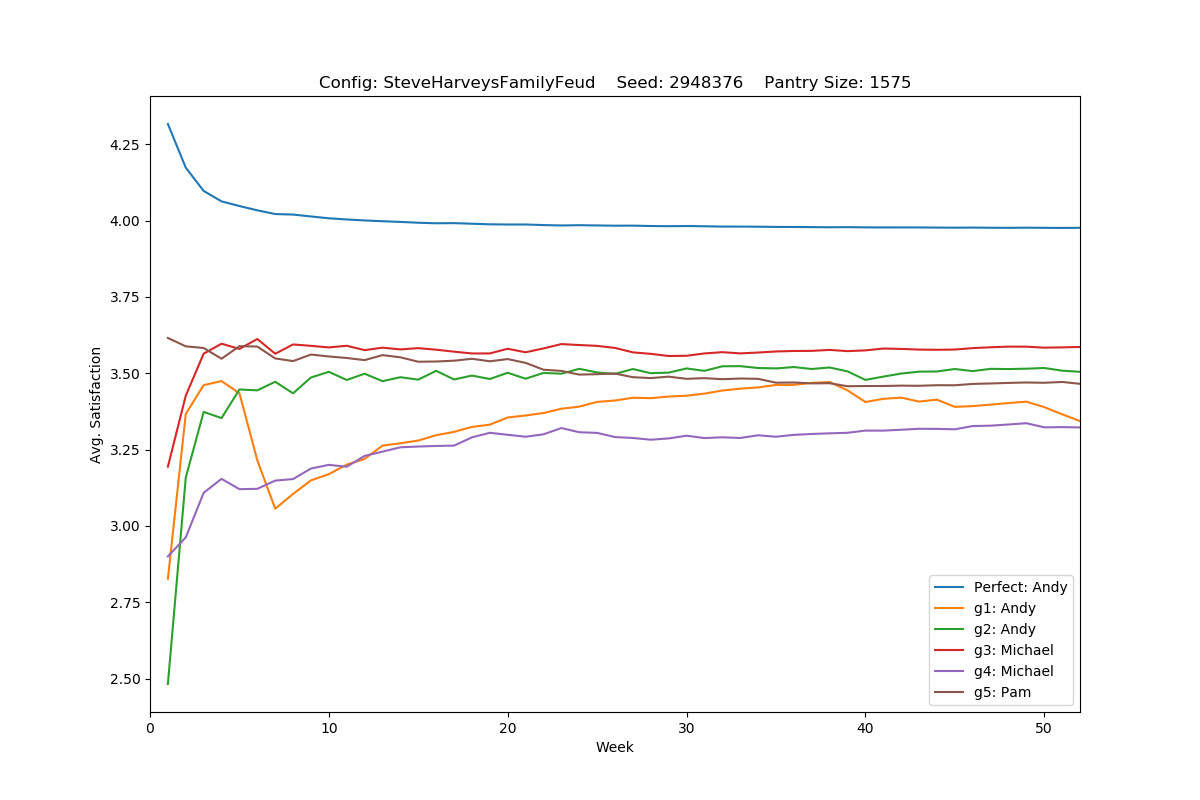 Config: SteveHarveysFamilyFeud    Seed: 2948376    Pantry Size: 1575
Avg. Satisfaction
4.25
4.00
3.75
3.50
3.25
3.00
2.75
2.50
0
10
20
30
40
50
Week
Perfect: Andy
g1: Andy
g2: Andy
g3: Michael
g4: Michael
g5: Pam